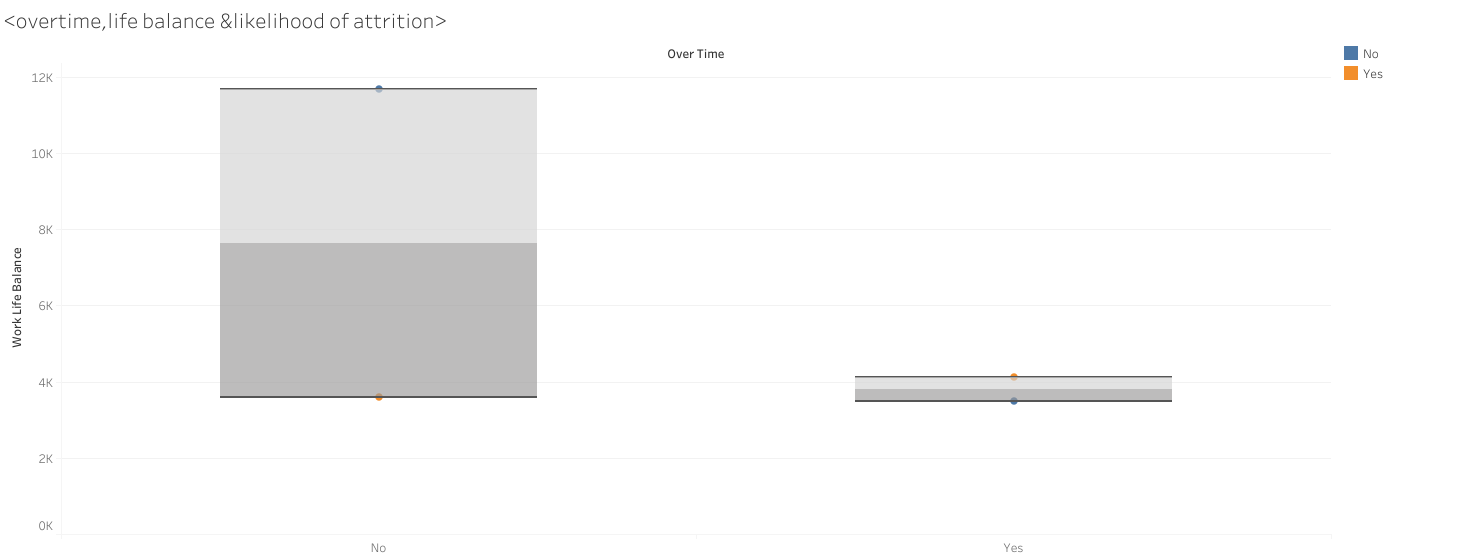 <overtime,life balance &likelihood of attrition>
Over Time
No
Yes
12K
10K
8K
6K
4K
2K
0K
Work Life Balance
No
Yes